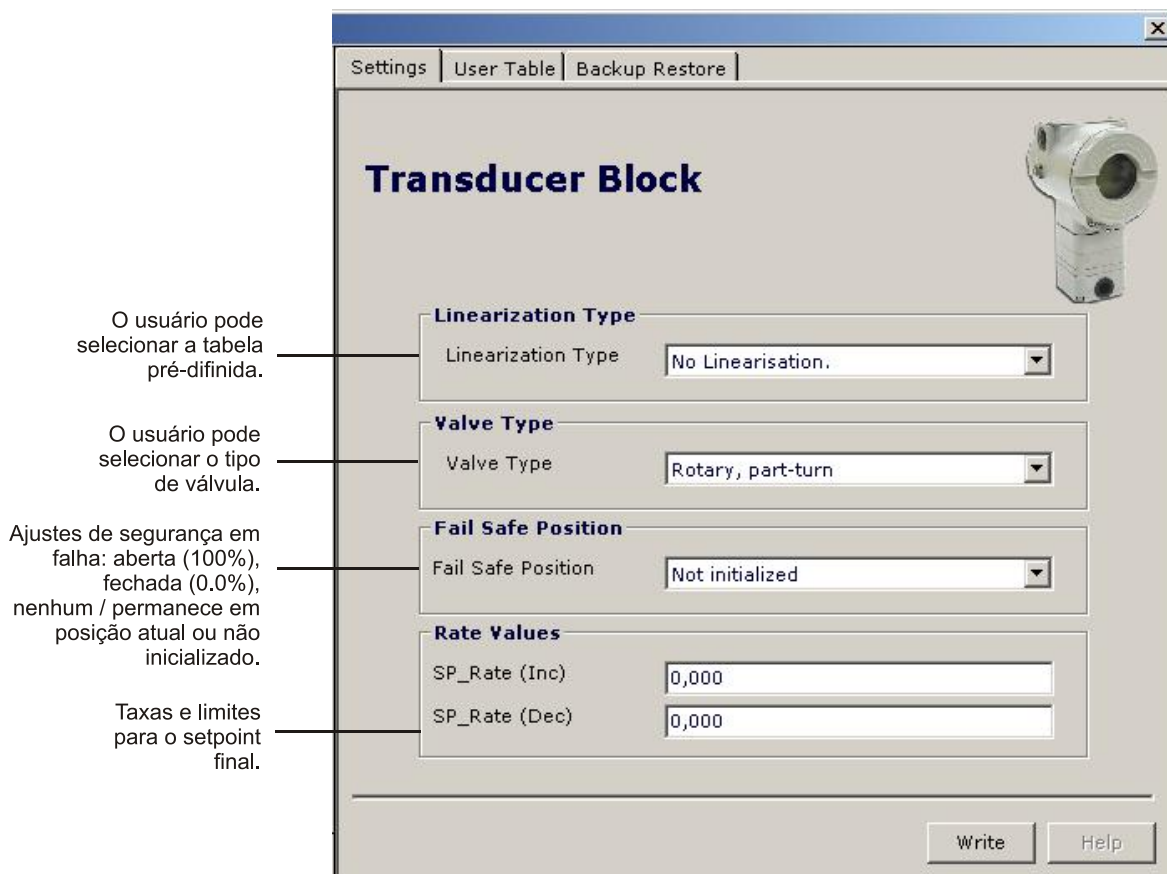 Settings
User Table
Backup Restore
Transducer Block
O usuário pode
selecionar a tabela
pré-difinida.
Linearization Type
Linearization Type
No Linearisation.
O usuário pode
selecionar o tipo
de válvula.
Valve Type
Valve Type
Rotary, part-turn
Ajustes de segurança em
falha: aberta (100%),
fechada (0.0%),
nenhum / permanece em
posição atual ou não
inicializado.
Fail Safe Position
Fail Safe Position
Not initialized
Taxas e limites
para o setpoint
final.
Rate Values
SP_Rate (Inc)
0,000
SP_Rate (Dec)
0,000
Write
Help